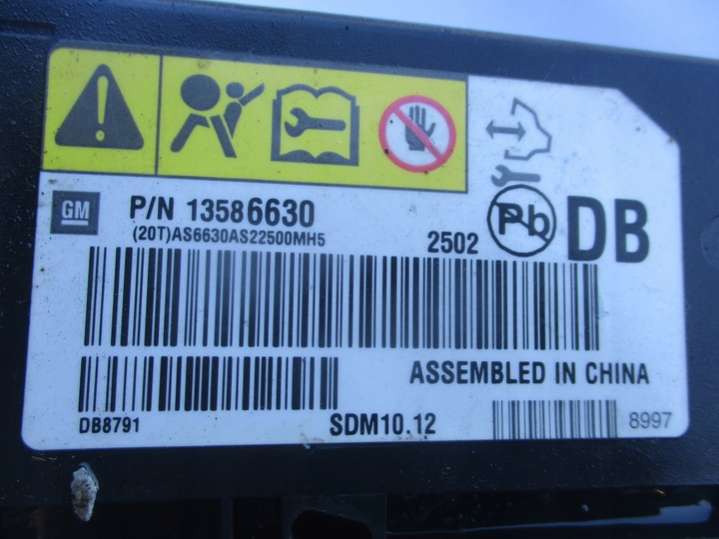 GM
P/N 13586630
(20T)AS6630AS22500MH5
2502
Pb
DB
ASSEMBLED IN CHINA
DB8791
SDM10.12
8997